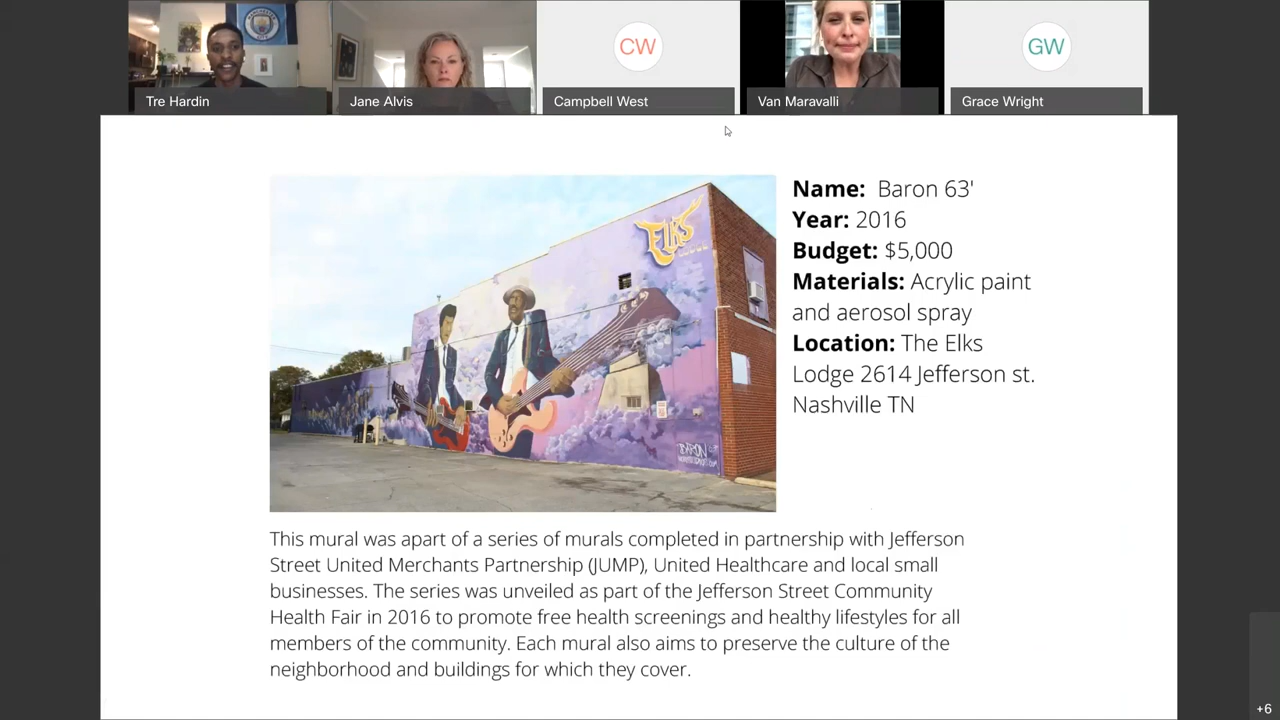 Tre Hardin
Jane Alvis
CW
Campbell West
Van Maravalli
GW
Grace Wright
ELKS
Name: Baron 63'
Year: 2016
Budget: $5,000
Materials: Acrylic paint
and aerosol spray
Location: The Elks
Lodge 2614 Jefferson st.
Nashville TN
BARON
This mural was apart of a series of murals completed in partnership with Jefferson
Street United Merchants Partnership (JUMP), United Healthcare and local small
businesses. The series was unveiled as part of the Jefferson Street Community
Health Fair in 2016 to promote free health screenings and healthy lifestyles for all
members of the community. Each mural also aims to preserve the culture of the
neighborhood and buildings for which they cover.
+6